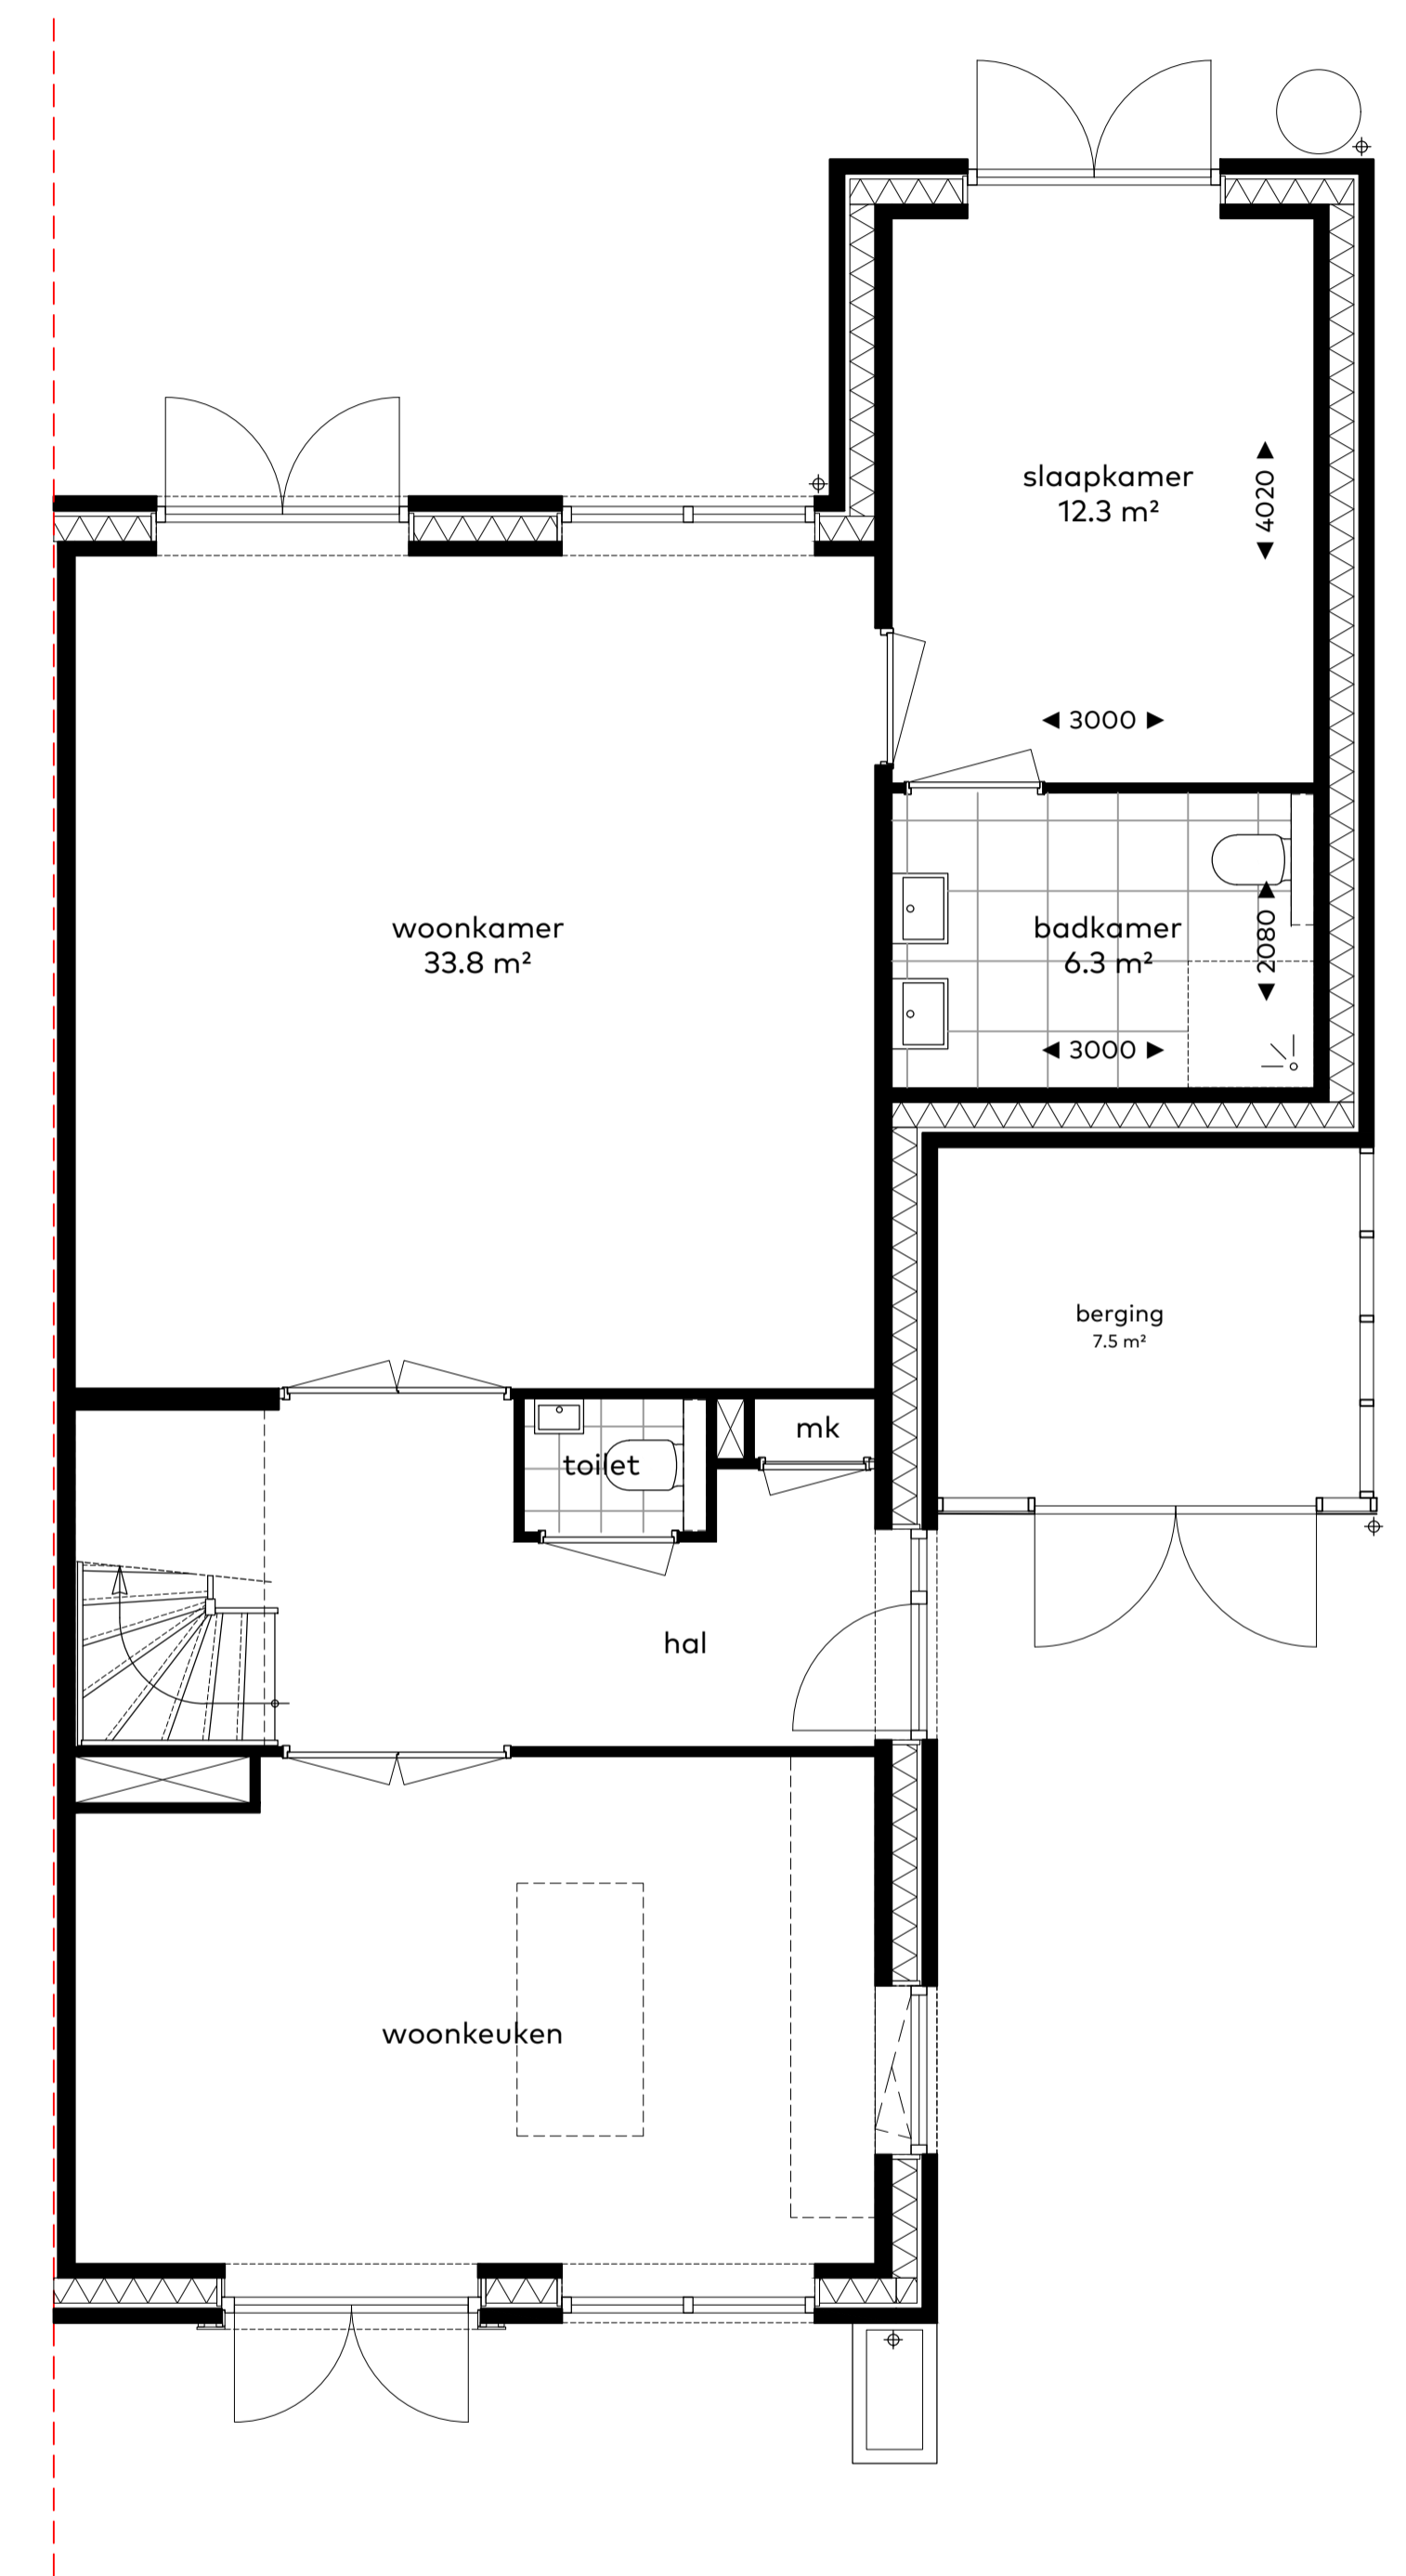 slaapkamer
12.3 m²
◀ 4020 ▶
◀ 3000 ▶
woonkamer
33.8 m²
badkamer
6.3 m²
◀ 2080 ▶
◀ 3000 ▶
berging
7.5 m²
mk
toilet
hal
woonkeuken